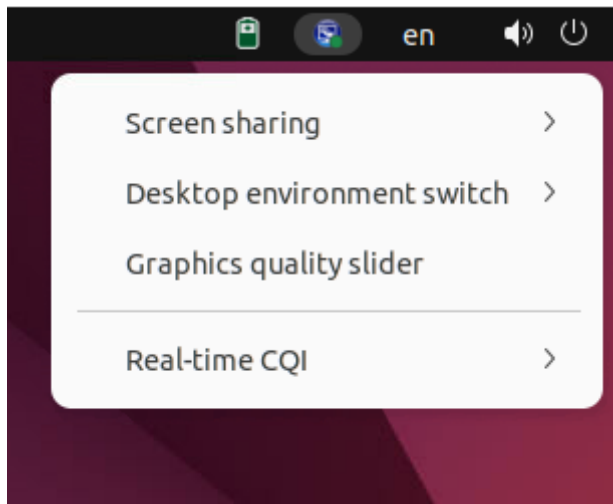 en
Screen sharing
Desktop environment switch
Graphics quality slider
Real-time CQI